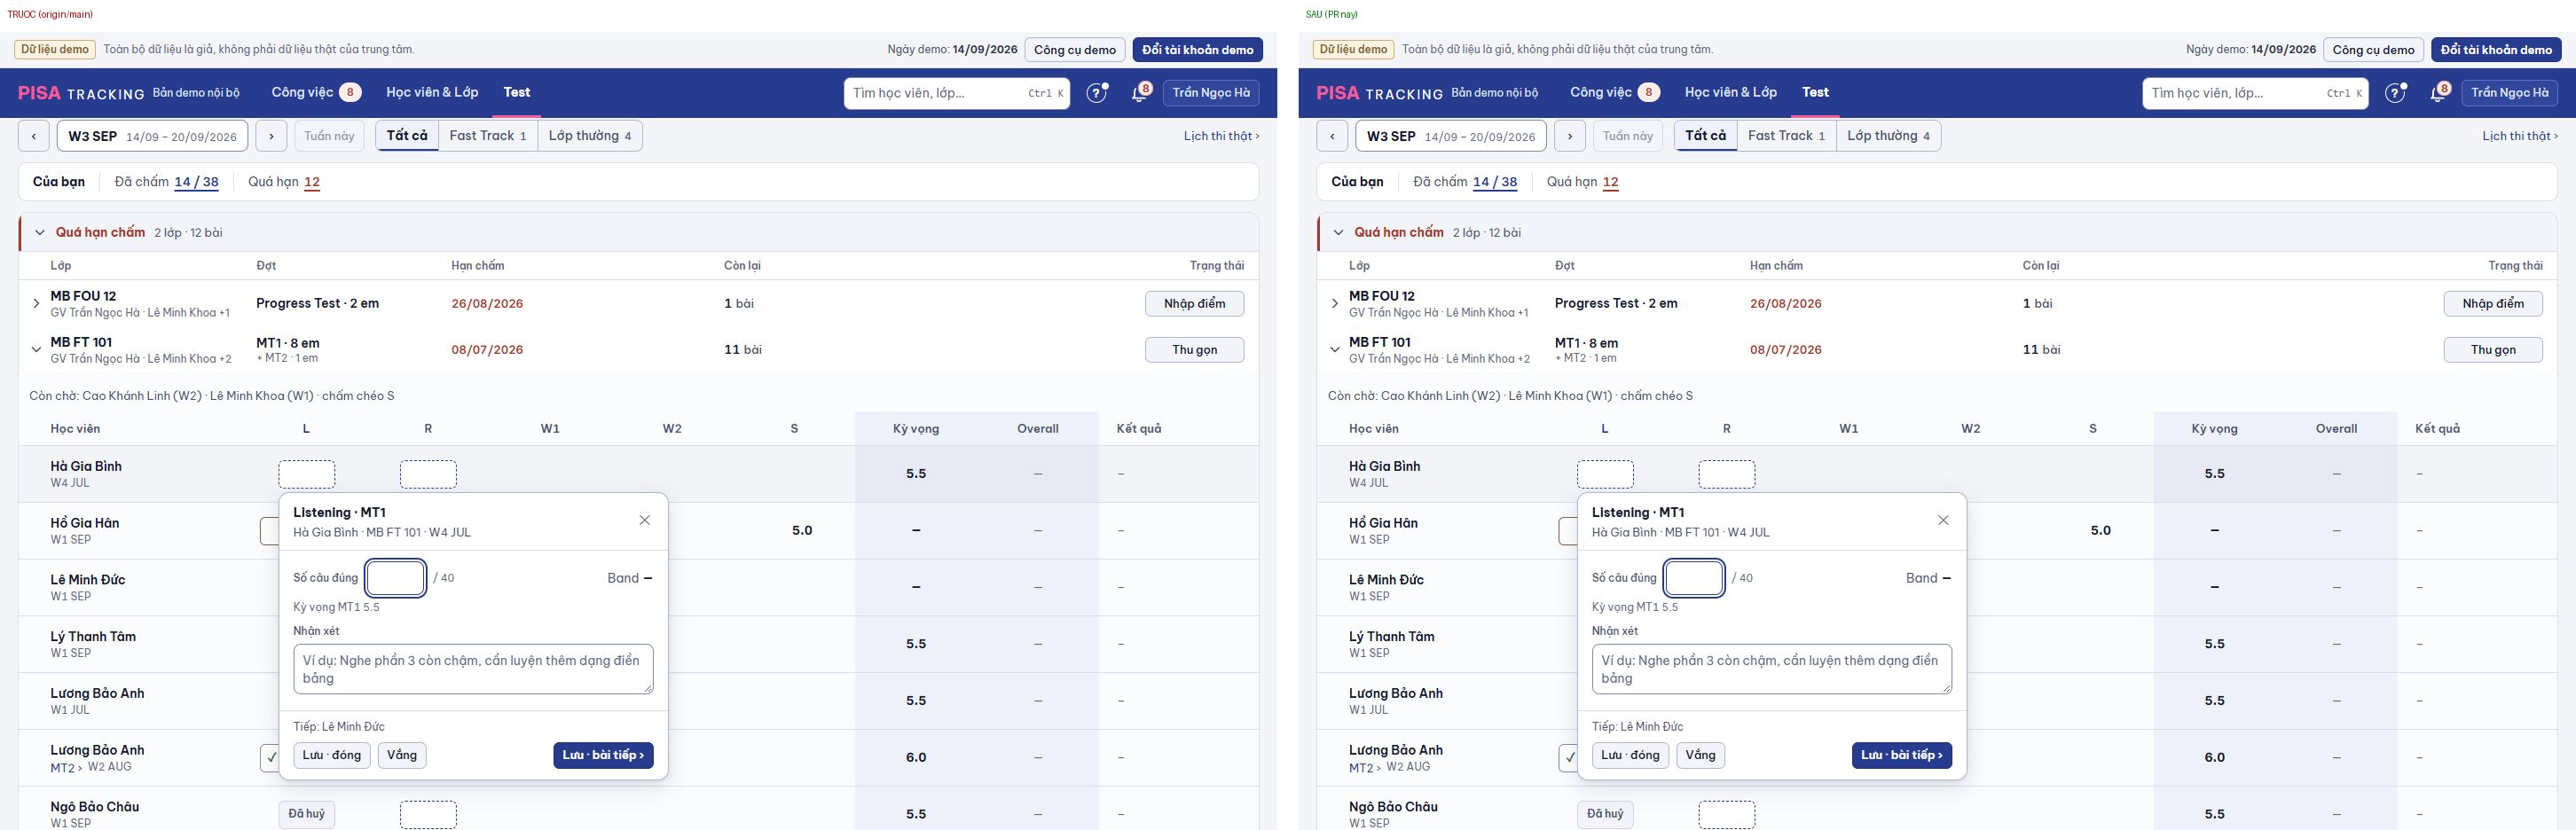 TRUOC (origin/main)
Dữ liệu demo Toàn bộ dữ liệu là giả, không phải dữ liệu thật của trung tâm. Ngày demo: 14/09/2026 Công cụ demo Đổi tài khoản demo
PISA TRACKING Bản demo nội bộ Công việc 8 Học viên & Lớp Test Tìm học viên, lớp... Ctrl K ? 8 Trần Ngọc Hà
‹ W3 SEP 14/09 – 20/09/2026 › Tuần này Tất cả Fast Track 1 Lớp thường 4 Lịch thi thật ›
Của bạn Đã chấm 14 / 38 Quá hạn 12
Quá hạn chấm 2 lớp · 12 bài
Lớp Đợt Hạn chấm Còn lại Trạng thái
MB FOU 12 Progress Test · 2 em 26/08/2026 1 bài Nhập điểm
GV Trần Ngọc Hà · Lê Minh Khoa +1
MB FT 101 MT1 · 8 em 08/07/2026 11 bài Thu gọn
GV Trần Ngọc Hà · Lê Minh Khoa +2 + MT2 · 1 em
Còn chờ: Cao Khánh Linh (W2) · Lê Minh Khoa (W1) · chấm chéo S
Học viên L R W1 W2 S Kỳ vọng Overall Kết quả
Hà Gia Bình 5.5 — –
W4 JUL
Hồ Gia Hân 5.0 – — –
W1 SEP
Lê Minh Đức – — –
W1 SEP
Lý Thanh Tâm 5.5 — –
W1 SEP
Lương Bảo Anh 5.5 — –
W1 JUL
Lương Bảo Anh ✓ 6.0 — –
MT2 › W2 AUG
Ngô Bảo Châu Đã huỷ 5.5 — –
W1 SEP
Listening · MT1
Hà Gia Bình · MB FT 101 · W4 JUL
Số câu đúng / 40 Band –
Kỳ vọng MT1 5.5
Nhận xét
Ví dụ: Nghe phần 3 còn chậm, cần luyện thêm dạng điền
bảng
Tiếp: Lê Minh Đức
Lưu · đóng Vắng Lưu · bài tiếp ›
SAU (PR nay)
Dữ liệu demo Toàn bộ dữ liệu là giả, không phải dữ liệu thật của trung tâm. Ngày demo: 14/09/2026 Công cụ demo Đổi tài khoản demo
PISA TRACKING Bản demo nội bộ Công việc 8 Học viên & Lớp Test Tìm học viên, lớp... Ctrl K ? 8 Trần Ngọc Hà
‹ W3 SEP 14/09 – 20/09/2026 › Tuần này Tất cả Fast Track 1 Lớp thường 4 Lịch thi thật ›
Của bạn Đã chấm 14 / 38 Quá hạn 12
Quá hạn chấm 2 lớp · 12 bài
Lớp Đợt Hạn chấm Còn lại Trạng thái
MB FOU 12 Progress Test · 2 em 26/08/2026 1 bài Nhập điểm
GV Trần Ngọc Hà · Lê Minh Khoa +1
MB FT 101 MT1 · 8 em 08/07/2026 11 bài Thu gọn
GV Trần Ngọc Hà · Lê Minh Khoa +2 + MT2 · 1 em
Còn chờ: Cao Khánh Linh (W2) · Lê Minh Khoa (W1) · chấm chéo S
Học viên L R W1 W2 S Kỳ vọng Overall Kết quả
Hà Gia Bình 5.5 — –
W4 JUL
Hồ Gia Hân 5.0 – — –
W1 SEP
Lê Minh Đức – — –
W1 SEP
Lý Thanh Tâm 5.5 — –
W1 SEP
Lương Bảo Anh 5.5 — –
W1 JUL
Lương Bảo Anh ✓ 6.0 — –
MT2 › W2 AUG
Ngô Bảo Châu Đã huỷ 5.5 — –
W1 SEP
Listening · MT1
Hà Gia Bình · MB FT 101 · W4 JUL
Số câu đúng / 40 Band –
Kỳ vọng MT1 5.5
Nhận xét
Ví dụ: Nghe phần 3 còn chậm, cần luyện thêm dạng điền
bảng
Tiếp: Lê Minh Đức
Lưu · đóng Vắng Lưu · bài tiếp ›